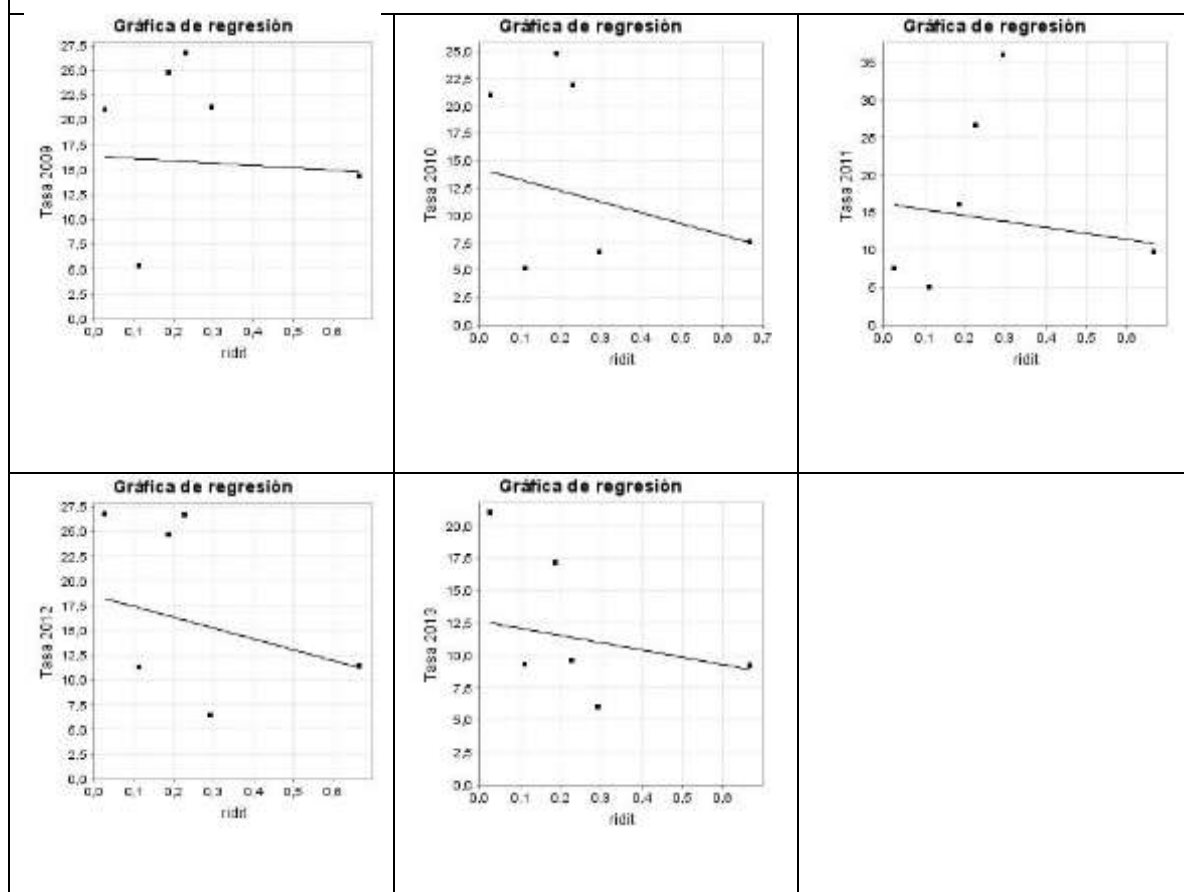 Gráfica de regresión
27,5
25,0
22,5
20,0
17,5
15,0
12,5
10,0
7,5
5,0
2,5
0,0
Tasa 2009
0,0 0,1 0,2 0,3 0,4 0,5 0,6
ridit
Gráfica de regresión
25,0
22,5
20,0
17,5
15,0
12,5
10,0
7,5
5,0
2,5
0,0
Tasa 2010
0,0 0,1 0,2 0,3 0,4 0,5 0,6 0,7
ridit
Gráfica de regresión
35
30
25
20
15
10
5
0
Tasa 2011
0,0 0,1 0,2 0,3 0,4 0,5 0,6
ridit
Gráfica de regresión
27,5
25,0
22,5
20,0
17,5
15,0
12,5
10,0
7,5
5,0
2,5
0,0
Tasa 2012
0,0 0,1 0,2 0,3 0,4 0,5 0,6
ridit
Gráfica de regresión
20,0
17,5
15,0
12,5
10,0
7,5
5,0
2,5
0,0
Tasa 2013
0,0 0,1 0,2 0,3 0,4 0,5 0,6
ridit